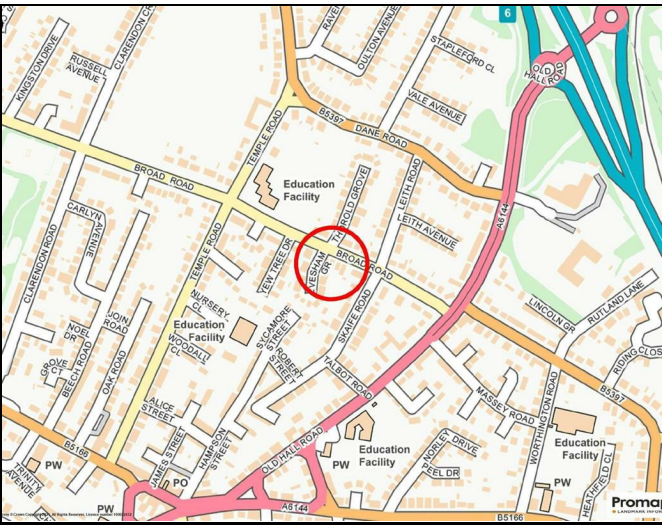 6
KINGSTON DRIVE
RUSSELL
AVENUE
CLARENDON CR
OULTON AVENUE
STAPLEFORD CL
VALE AVENUE
OLD
HALL ROAD
B5397
DANE ROAD
TEMPLE ROAD
BROAD ROAD
Education
Facility
THOROLD GROVE
LEITH ROAD
LEITH AVENUE
A6144
CARLYN
AVENUE
CLARENDON ROAD
TEMPLE ROAD
YEW TREE DR
EVESHAM
GR
BROAD ROAD
SKAIFE ROAD
LINCOLN GR
RUTLAND LANE
NURSERY
CL
Education
Facility
WOODALL
CL
SYCAMORE
STREET
ROBERT
STREET
NOEL
DR
JOIN
ROAD
GROVE
CT
BEECH ROAD
OAK ROAD
TALBOT ROAD
MASSEY ROAD
RIDING CLOS
B5397
WORTHINGTON ROAD
ALICE
STREET
JAMES STREET
HAMPSON
STREET
OLD HALL ROAD
Education
Facility
NORLEY DRIVE
PEEL DR
Education
Facility
HEATHFIELD CL
B5166
PW
TRINITY
AVENUE
PO
PW
PW
PW
A6144
B5166
Promap